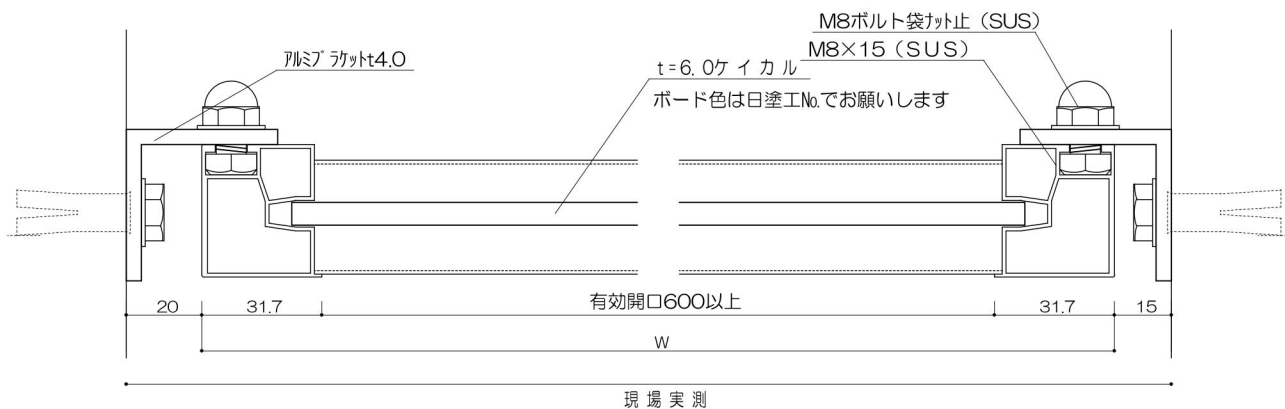 M8ボルト袋ﾅｯﾄ止（SUS）
ｱﾙﾐﾌﾞﾗｹｯﾄt4.0
M8×15（SUS）
t=6.0ケイカル
ボード色は日塗工№でお願いします
20
31.7
有効開口600以上
31.7
15
W
現場実測